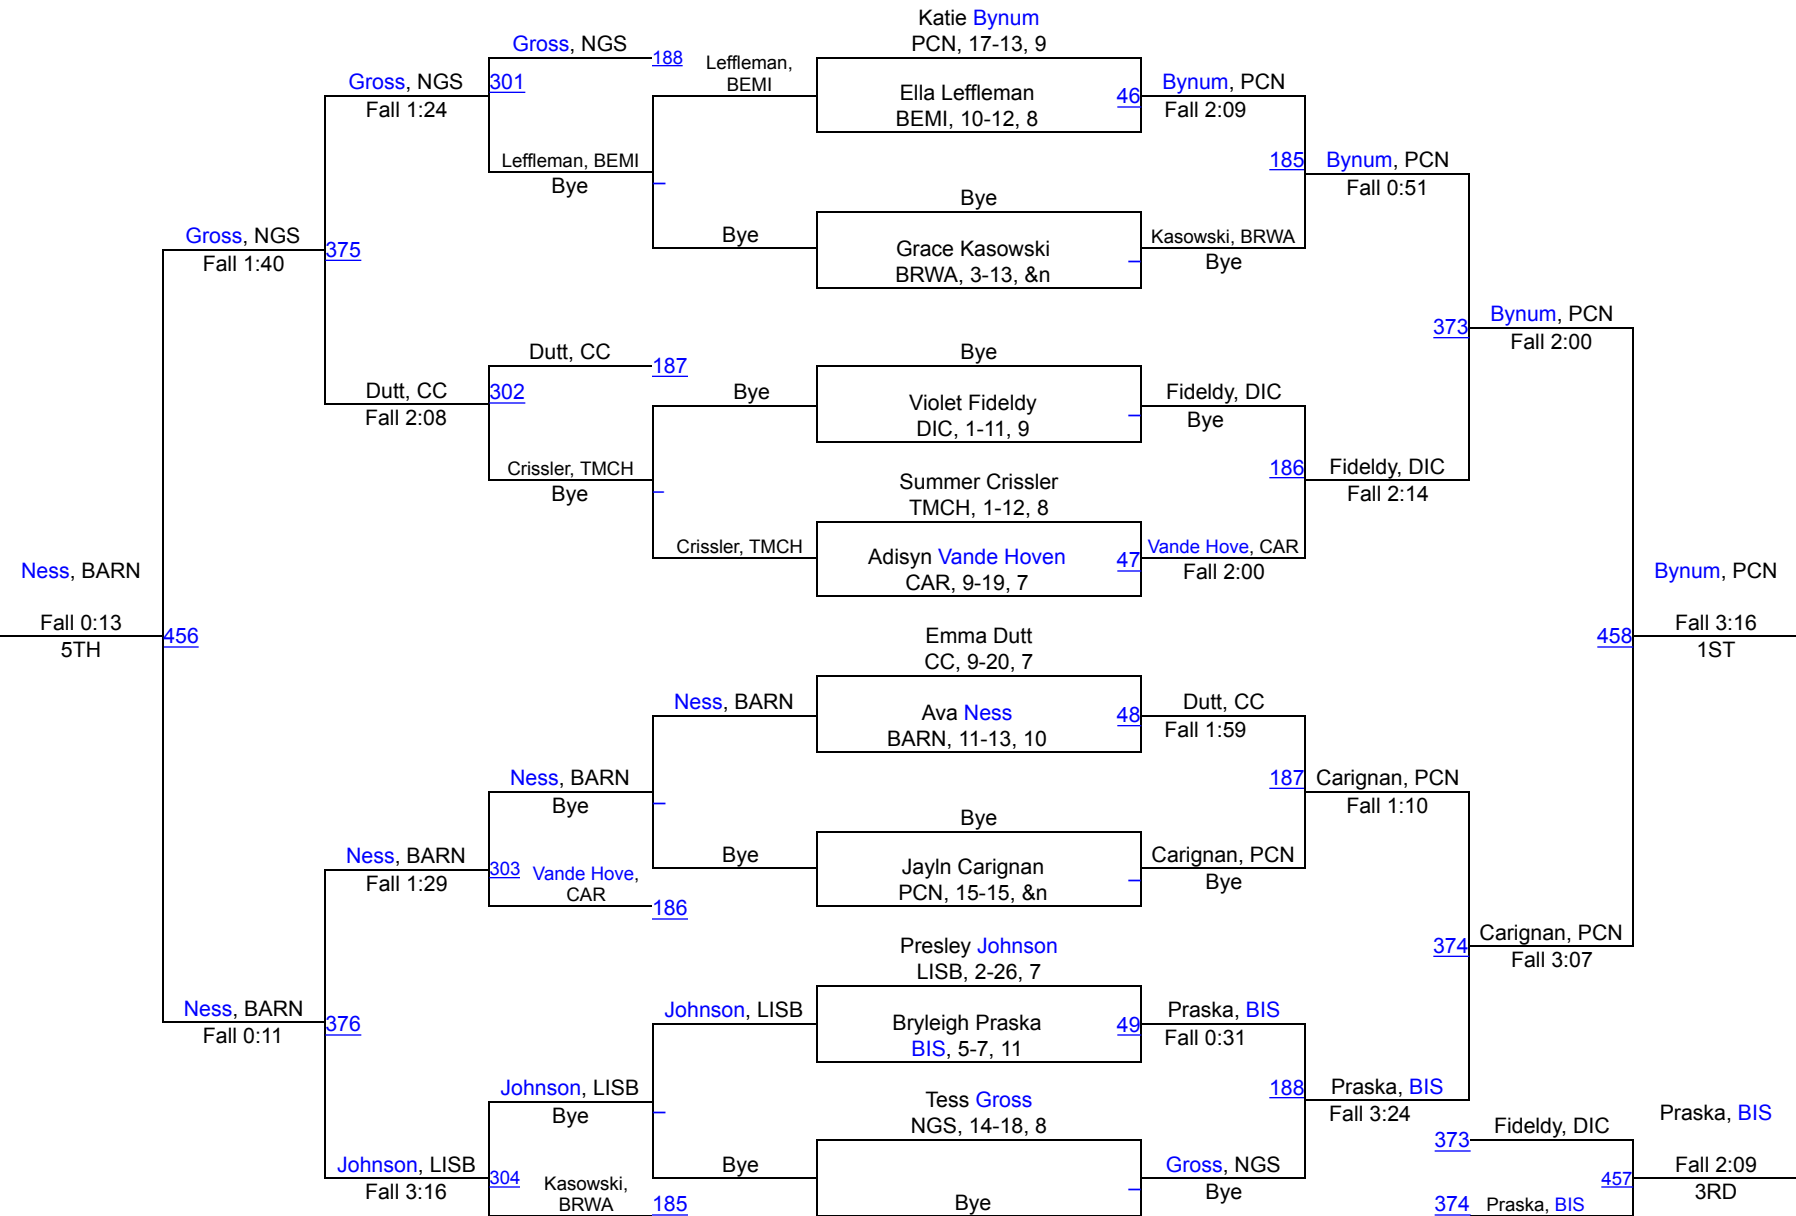 Katie Bynum
PCN, 17-13, 9
Gross, NGS
188
Leffleman,
BEMI
Gross, NGS
301
Fall 1:24
Ella Leffleman
BEMI, 10-12, 8
46
Bynum, PCN
Fall 2:09
Leffleman, BEMI
Bye
185
Bynum, PCN
Fall 0:51
Bye
Gross, NGS
Fall 1:40
375
Bye
Grace Kasowski
BRWA, 3-13, &n
Kasowski, BRWA
Bye
373
Bynum, PCN
Fall 2:00
Dutt, CC
187
Bye
Dutt, CC
302
Fall 2:08
Bye
Violet Fideldy
DIC, 1-11, 9
Fideldy, DIC
Bye
Crissler, TMCH
Bye
186
Fideldy, DIC
Fall 2:14
Summer Crissler
TMCH, 1-12, 8
Crissler, TMCH
Adisyn Vande Hoven
CAR, 9-19, 7
47
Vande Hove, CAR
Fall 2:00
Ness, BARN
Fall 0:13
5TH
456
Bynum, PCN
458
Fall 3:16
1ST
Emma Dutt
CC, 9-20, 7
Ness, BARN
Ava Ness
BARN, 11-13, 10
48
Dutt, CC
Fall 1:59
Ness, BARN
Bye
187
Carignan, PCN
Fall 1:10
Bye
Ness, BARN
Fall 1:29
303
Vande Hove,
CAR
186
Bye
Jayln Carignan
PCN, 15-15, &n
Carignan, PCN
Bye
374
Carignan, PCN
Fall 3:07
Presley Johnson
LISB, 2-26, 7
Ness, BARN
Fall 0:11
376
Johnson, LISB
Bryleigh Praska
BIS, 5-7, 11
49
Praska, BIS
Fall 0:31
Johnson, LISB
Bye
188
Praska, BIS
Fall 3:24
Tess Gross
NGS, 14-18, 8
Johnson, LISB
Fall 3:16
304
Kasowski,
BRWA
185
Bye
Bye
Gross, NGS
Bye
373
Fideldy, DIC
374
Praska, BIS
457
Praska, BIS
Fall 2:09
3RD